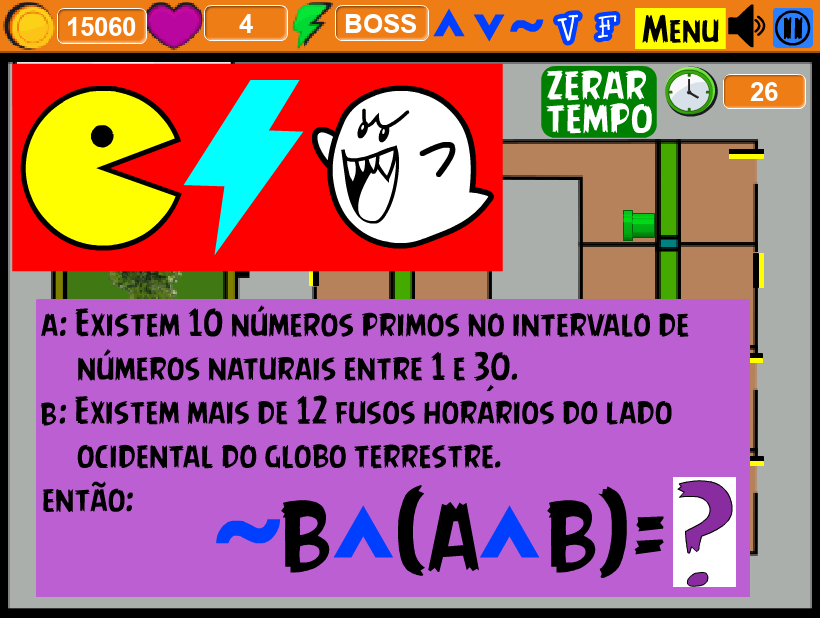 15060 4 BOSS ^ v ~ V F MENU
ZERAR
TEMPO
26
A: EXISTEM 10 NÚMEROS PRIMOS NO INTERVALO DE
NÚMEROS NATURAIS ENTRE 1 E 30.
B: EXISTEM MAIS DE 12 FUSOS HORÁRIOS DO LADO
OCIDENTAL DO GLOBO TERRESTRE.
ENTÃO:
~B^(A^B)=?